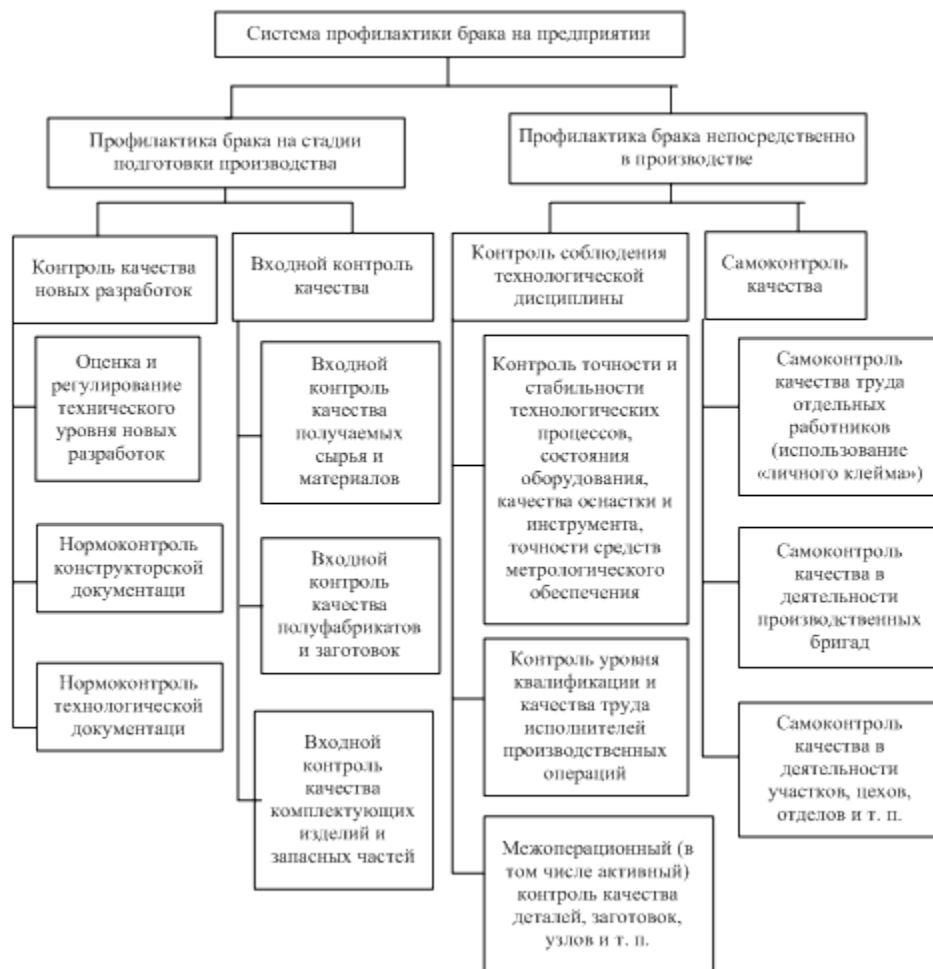 Система профилактики брака на предприятии
Профилактика брака на стадии
подготовки производства
Профилактика брака непосредственно
в производстве
Контроль качества
новых разработок
Входной контроль
качества
Контроль соблюдения
технологической
дисциплины
Самоконтроль
качества
Оценка и
регулирование
технического
уровня новых
разработок
Нормоконтроль
конструкторской
документаци
Нормоконтроль
технологической
документаци
Входной
контроль
качества
получаемых
сырья и
материалов
Входной
контроль
качества
полуфабрикатов
и заготовок
Входной
контроль
качества
комплектующих
изделий и
запасных частей
Контроль точности и
стабильности
технологических
процессов,
состояния
оборудования,
качества оснастки и
инструмента,
точности средств
метрологического
обеспечения
Контроль уровня
квалификации и
качества труда
исполнителей
производственных
операций
Межоперационный (в
том числе активный)
контроль качества
деталей, заготовок,
узлов и т. п.
Самоконтроль
качества труда
отдельных
работников
(использование
«личного клейма»)
Самоконтроль
качества в
деятельности
производственных
бригад
Самоконтроль
качества в
деятельности
участков, цехов,
отделов и т. п.